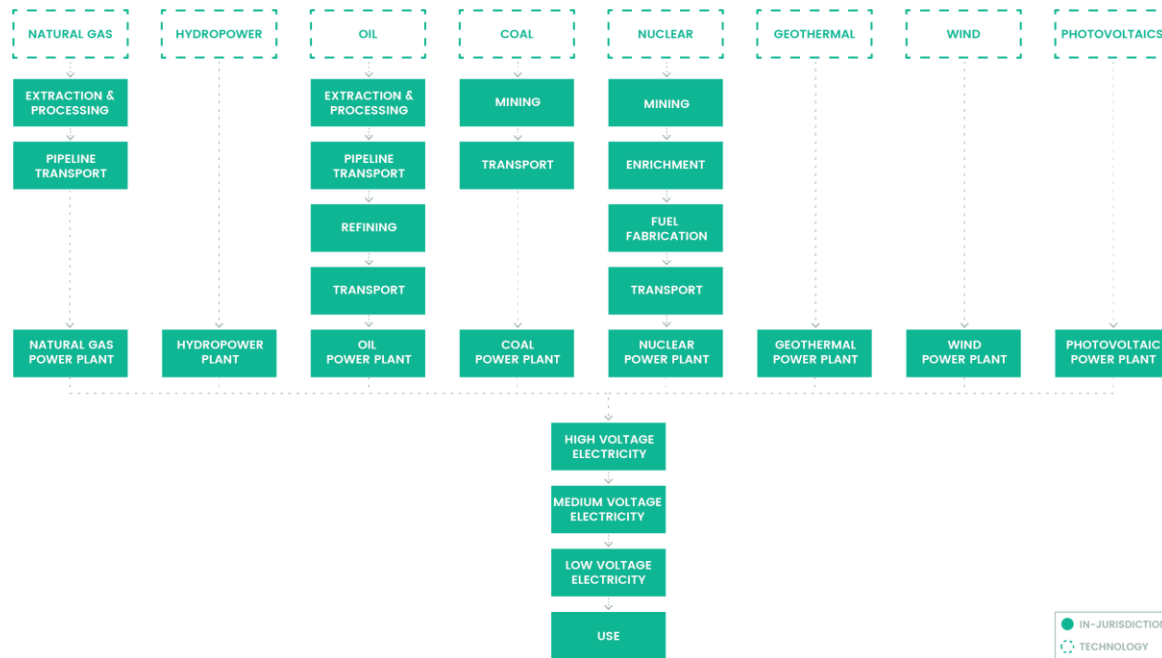 NATURAL GAS
HYDROPOWER
OIL
COAL
NUCLEAR
GEOTHERMAL
WIND
PHOTOVOLTAICS
EXTRACTION &
PROCESSING
EXTRACTION &
PROCESSING
MINING
MINING
PIPELINE
TRANSPORT
PIPELINE
TRANSPORT
TRANSPORT
ENRICHMENT
REFINING
FUEL
FABRICATION
TRANSPORT
TRANSPORT
NATURAL GAS
POWER PLANT
HYDROPOWER
PLANT
OIL
POWER PLANT
COAL
POWER PLANT
NUCLEAR
POWER PLANT
GEOTHERMAL
POWER PLANT
WIND
POWER PLANT
PHOTOVOLTAIC
POWER PLANT
HIGH VOLTAGE
ELECTRICITY
MEDIUM VOLTAGE
ELECTRICITY
LOW VOLTAGE
ELECTRICITY
USE
IN-JURISDICTION
TECHNOLOGY